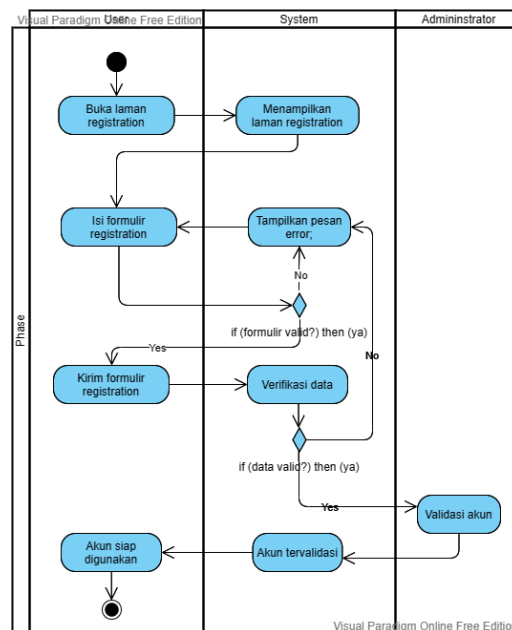 Visual Paradigm Online Free Edition
User
System
Admininstrator
Phase
Buka laman
registration
Menampilkan
laman registration
Isi formulir
registration
Tampilkan pesan
error;
No
if (formulir valid?) then (ya)
Yes
No
Kirim formulir
registration
Verifikasi data
if (data valid?) then (ya)
Yes
Validasi akun
Akun siap
digunakan
Akun tervalidasi
Visual Paradigm Online Free Edition